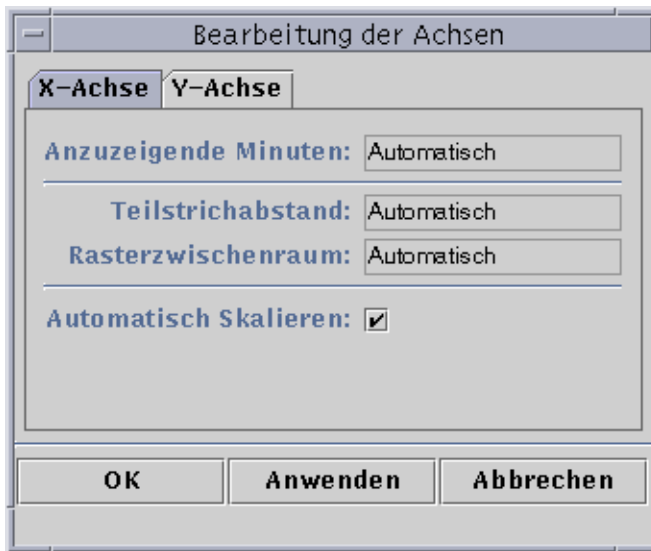 Bearbeitung der Achsen
X-Achse Y-Achse
Anzuzeigende Minuten: Automatisch
Teilstrichabstand: Automatisch
Rasterzwischenraum: Automatisch
Automatisch Skalieren:
OK Anwenden Abbrechen